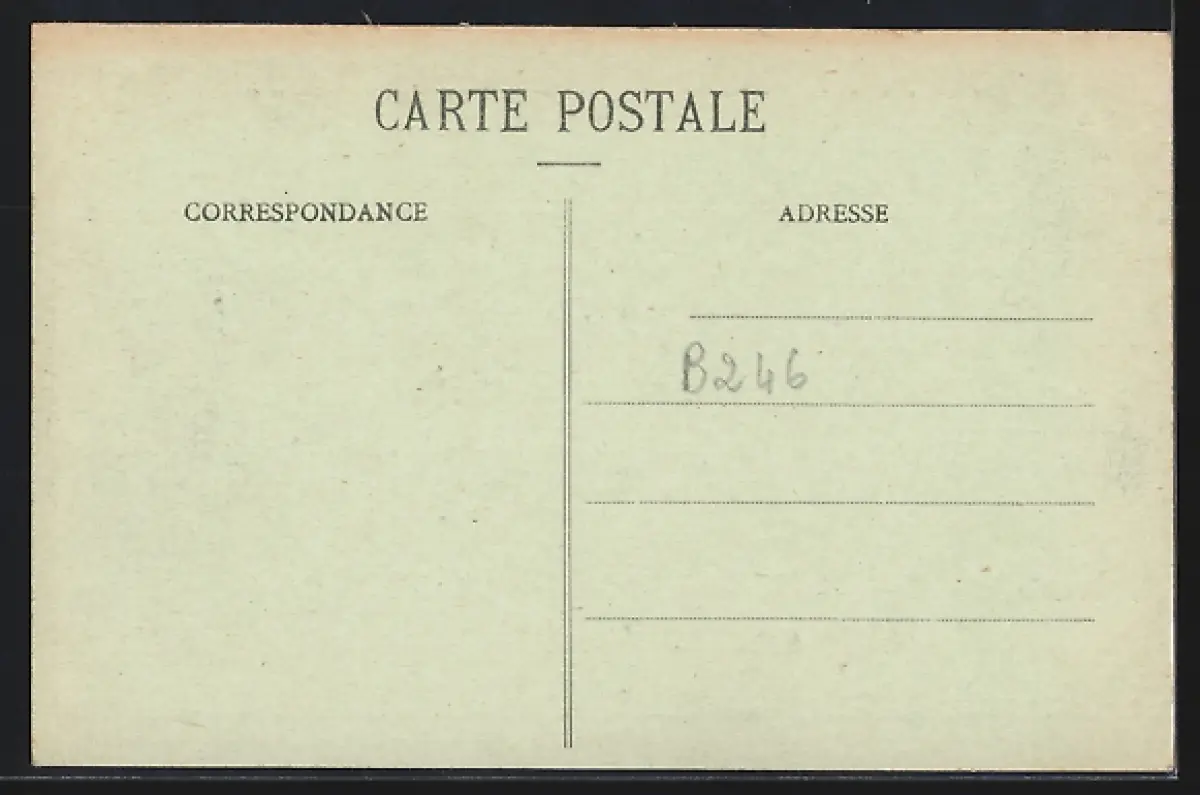 CARTE POSTALE
CORRESPONDANCE
ADRESSE
B246